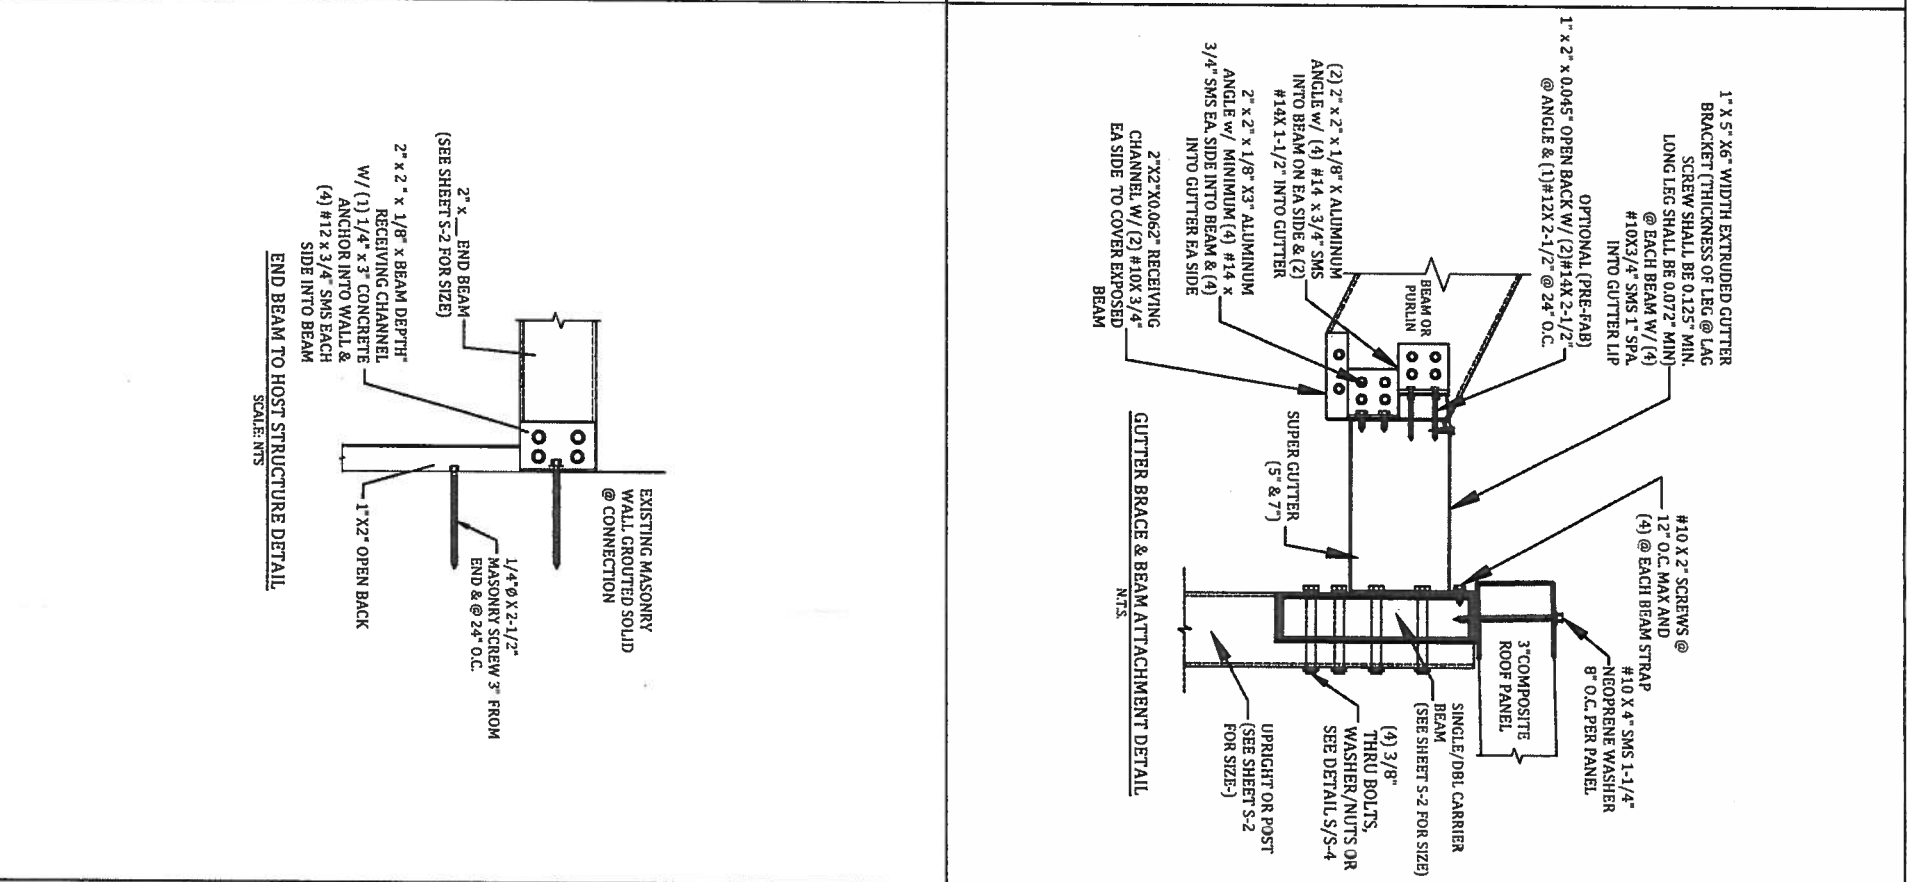 1" X 5" X6" WIDTH EXTRUDED GUTTER
BRACKET (THICKNESS OF LEG @ LAG
SCREW SHALL BE 0.125" MIN.
LONG LEG SHALL BE 0.072" MIN)
@ EACH BEAM W/ (4)
#10X3/4" SMS 1" SPA.
INTO GUTTER LIP
OPTIONAL (PRE-FAB)
1" x 2" x 0.045" OPEN BACK W/ (2)#14X 2-1/2"
@ ANGLE & (1)#12X 2-1/2" @ 24" O.C.
(2) 2" x 2" x 1/8" X ALUMINUM
ANGLE w/ (4) #14 x 3/4" SMS
INTO BEAM ON EA SIDE & (2)
#14X 1-1/2" INTO GUTTER
2" x 2" x 1/8" X3" ALUMINUM
ANGLE w/ MINIMUM (4) #14 x
3/4" SMS EA. SIDE INTO BEAM & (4)
INTO GUTTER EA SIDE
2"X2"X0.062" RECEIVING
CHANNEL W/ (2) #10X 3/4"
EA SIDE TO COVER EXPOSED
BEAM
BEAM OR
PURLIN
SUPER GUTTER
(5" & 7")
#10 X 2" SCREWS @
12" O.C. MAX AND
(4) @ EACH BEAM STRAP
#10 X 4" SMS 1-1/4"
NEOPRENE WASHER
8" O.C. PER PANEL
3"COMPOSITE
ROOF PANEL
SINGLE/DBL CARRIER
BEAM
(SEE SHEET S-2 FOR SIZE)
(4) 3/8"
THRU BOLTS,
WASHER/NUTS OR
SEE DETAIL S/S-4
UPRIGHT OR POST
(SEE SHEET S-2
FOR SIZE-)
GUTTER BRACE & BEAM ATTACHMENT DETAIL
N.T.S.
2" x __ END BEAM
(SEE SHEET S-2 FOR SIZE)
2" x 2 " x 1/8" x BEAM DEPTH"
RECEIVING CHANNEL
W/ (1) 1/4" x 3" CONCRETE
ANCHOR INTO WALL &
(4) #12 x 3/4" SMS EACH
SIDE INTO BEAM
EXISTING MASONRY
WALL GROUTED SOLID
@ CONNECTION
1/4"Ø X 2-1/2"
MASONRY SCREW 3" FROM
END & @ 24" O.C.
1"X2" OPEN BACK
END BEAM TO HOST STRUCTURE DETAIL
SCALE: NTS